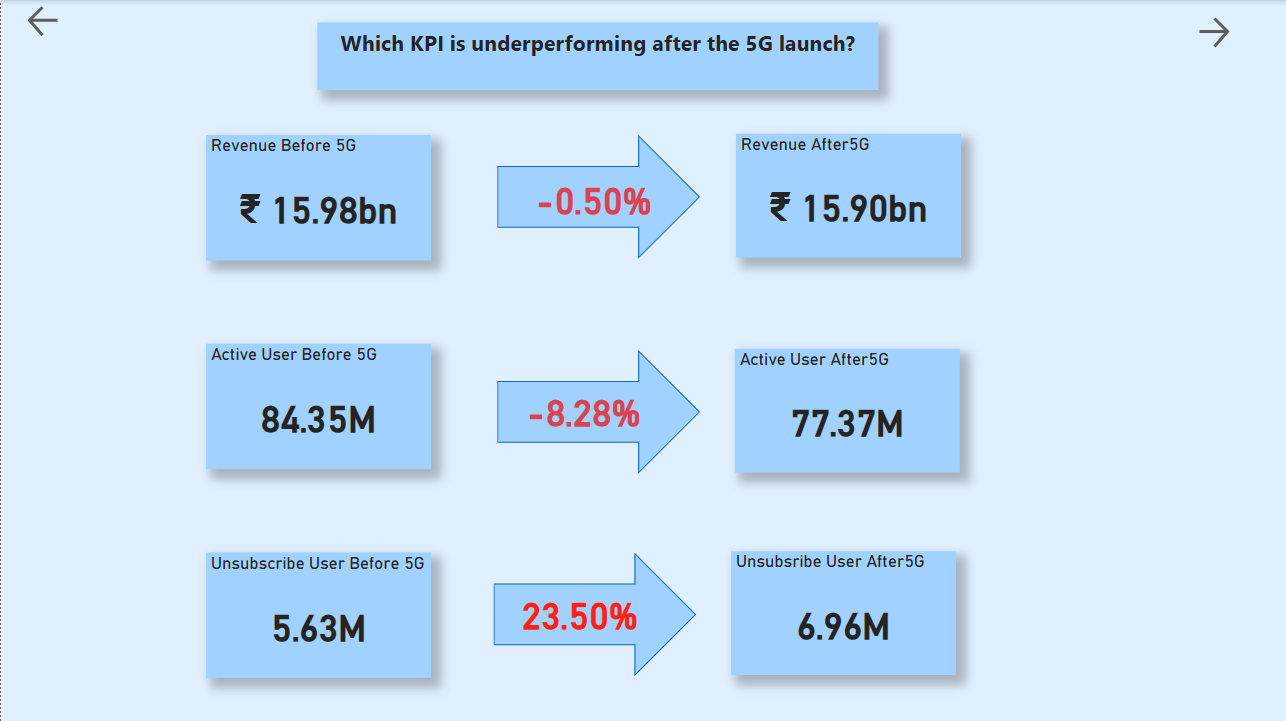 Which KPI is underperforming after the 5G launch?
Revenue Before 5G
₹ 15.98bn
-0.50%
Revenue After5G
₹ 15.90bn
Active User Before 5G
84.35M
-8.28%
Active User After5G
77.37M
Unsubscribe User Before 5G
5.63M
23.50%
Unsubsribe User After5G
6.96M